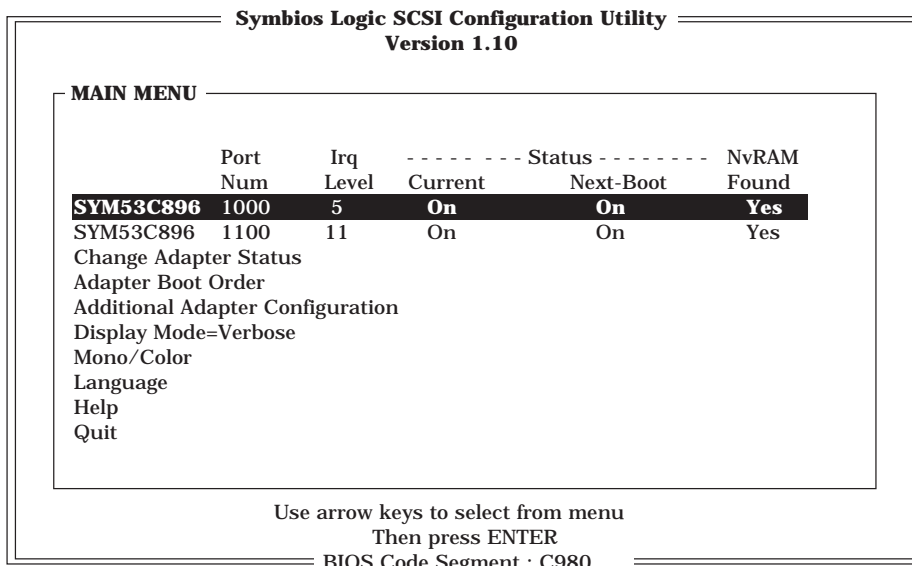 Symbios Logic SCSI Configuration Utility
Version 1.10
MAIN MENU
Port Irq - - - - - - - - Status - - - - - - - - NvRAM
Num Level Current Next-Boot Found
SYM53C896 1000 5 On On Yes
SYM53C896 1100 11 On On Yes
Change Adapter Status
Adapter Boot Order
Additional Adapter Configuration
Display Mode=Verbose
Mono/Color
Language
Help
Quit
Use arrow keys to select from menu
Then press ENTER
BIOS Code Segment : C980